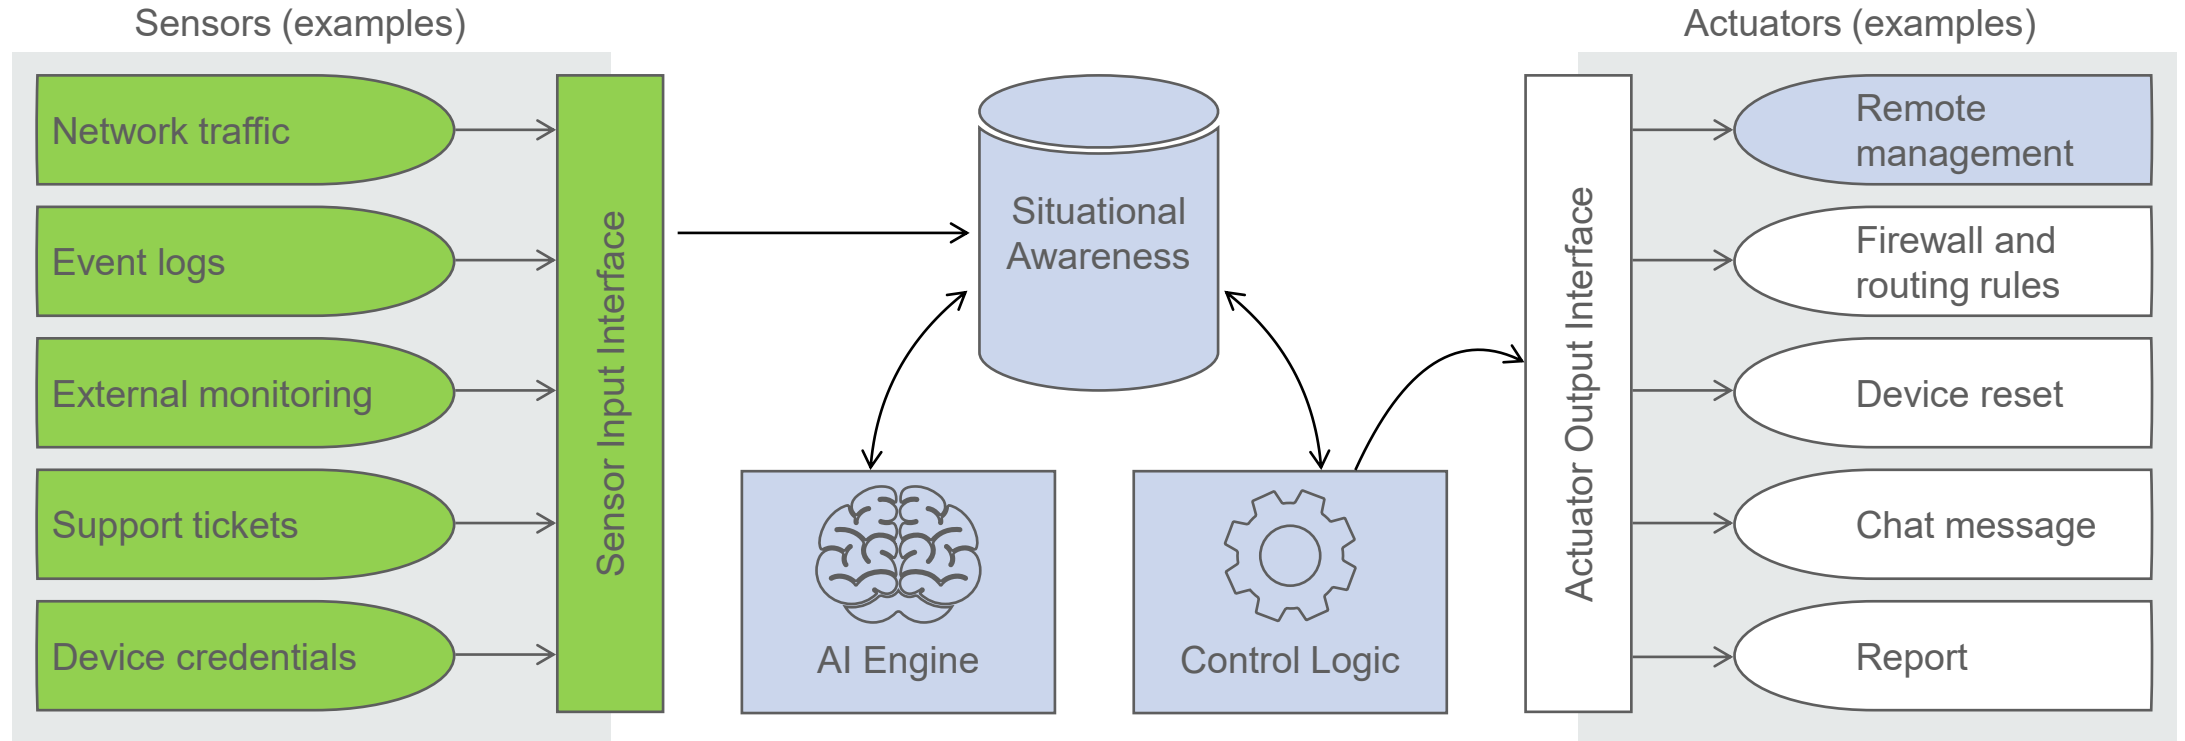 Sensors (examples)
Network traffic
Event logs
External monitoring
Support tickets
Device credentials
Sensor Input Interface
Situational
Awareness
AI Engine
Control Logic
Actuators (examples)
Actuator Output Interface
Remote
management
Firewall and
routing rules
Device reset
Chat message
Report